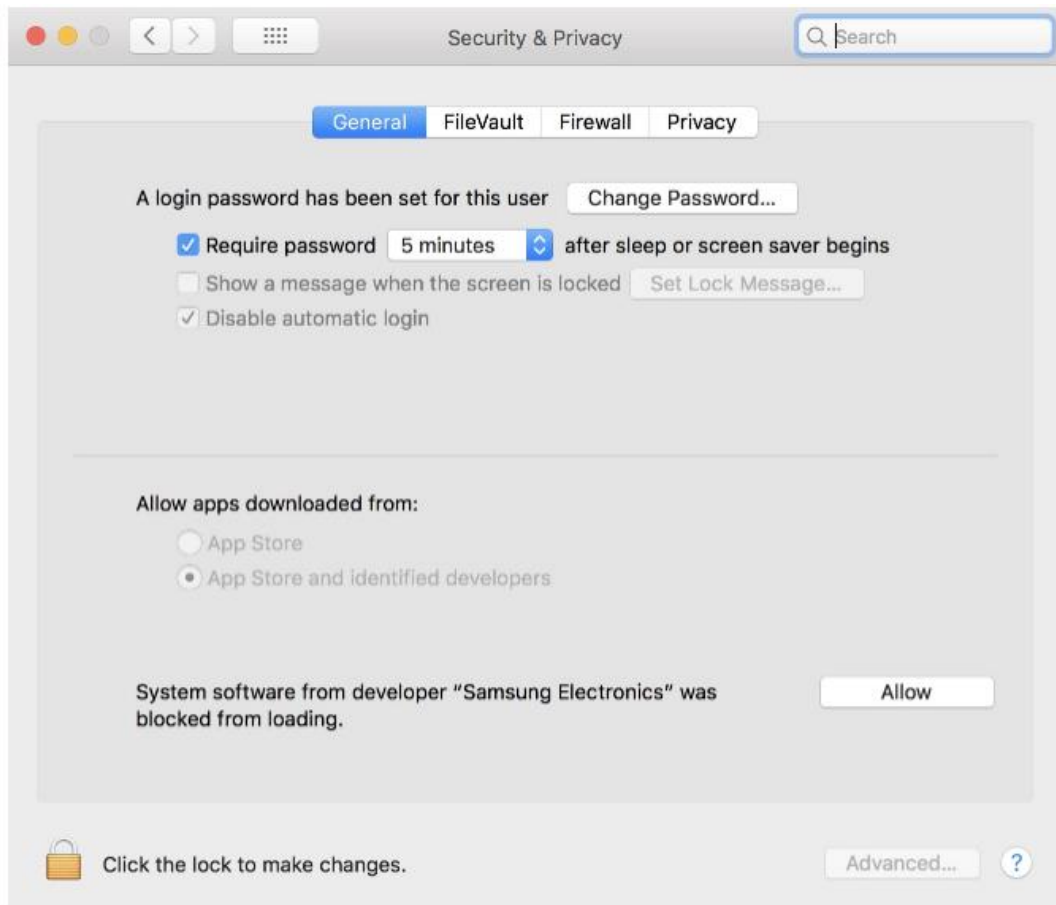 Security & Privacy
Search
General FileVault Firewall Privacy
A login password has been set for this user Change Password...
Require password 5 minutes after sleep or screen saver begins
Show a message when the screen is locked Set Lock Message...
Disable automatic login
Allow apps downloaded from:
App Store
App Store and identified developers
System software from developer “Samsung Electronics” was
blocked from loading.
Allow
Click the lock to make changes.
Advanced...
?